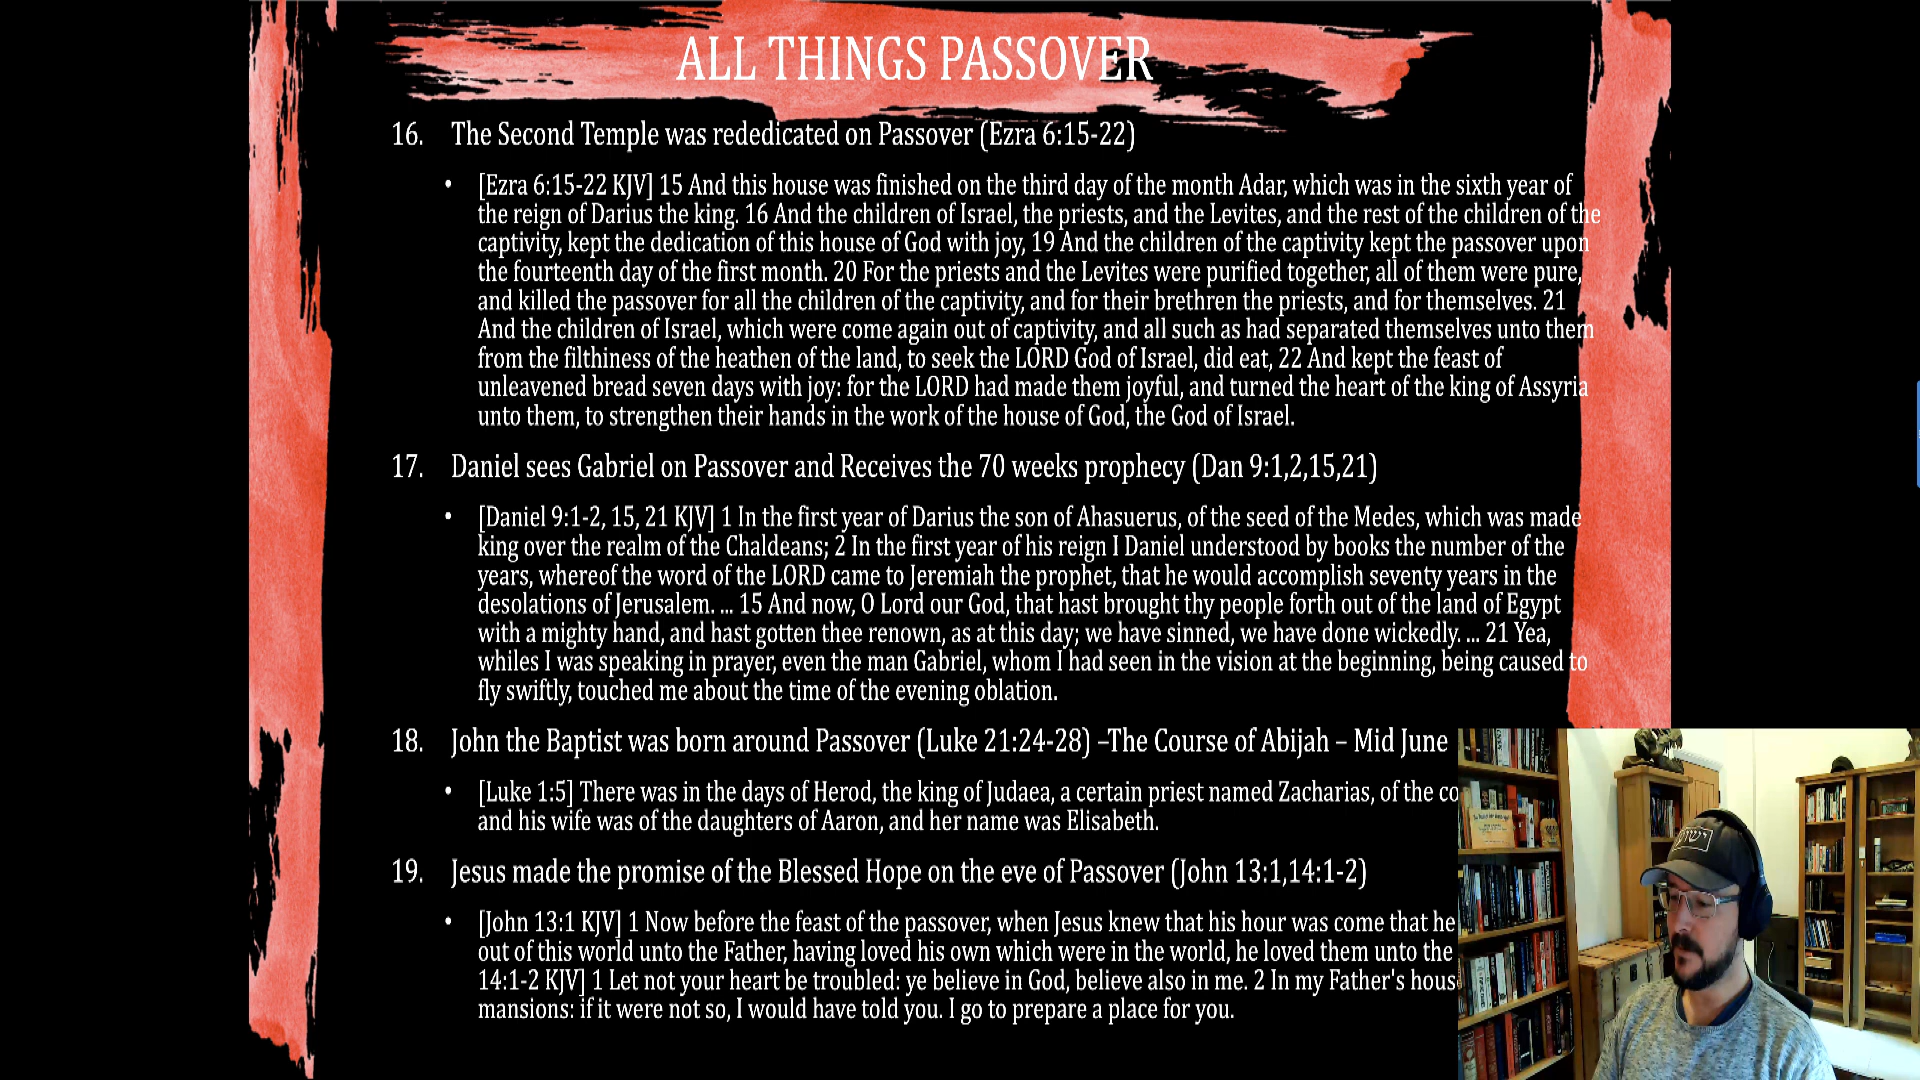 ALL THINGS PASSOVER
16. The Second Temple was rededicated on Passover (Ezra 6:15-22)
• [Ezra 6:15-22 KJV] 15 And this house was finished on the third day of the month Adar, which was in the sixth year of
the reign of Darius the king. 16 And the children of Israel, the priests, and the Levites, and the rest of the children of the
captivity, kept the dedication of this house of God with joy, 19 And the children of the captivity kept the passover upon
the fourteenth day of the first month. 20 For the priests and the Levites were purified together, all of them were pure,
and killed the passover for all the children of the captivity, and for their brethren the priests, and for themselves. 21
And the children of Israel, which were come again out of captivity, and all such as had separated themselves unto them
from the filthiness of the heathen of the land, to seek the LORD God of Israel, did eat, 22 And kept the feast of
unleavened bread seven days with joy: for the LORD had made them joyful, and turned the heart of the king of Assyria
unto them, to strengthen their hands in the work of the house of God, the God of Israel.
17. Daniel sees Gabriel on Passover and Receives the 70 weeks prophecy (Dan 9:1,2,15,21)
• [Daniel 9:1-2, 15, 21 KJV] 1 In the first year of Darius the son of Ahasuerus, of the seed of the Medes, which was made
king over the realm of the Chaldeans; 2 In the first year of his reign I Daniel understood by books the number of the
years, whereof the word of the LORD came to Jeremiah the prophet, that he would accomplish seventy years in the
desolations of Jerusalem. ... 15 And now, O Lord our God, that hast brought thy people forth out of the land of Egypt
with a mighty hand, and hast gotten thee renown, as at this day; we have sinned, we have done wickedly. ... 21 Yea,
whiles I was speaking in prayer, even the man Gabriel, whom I had seen in the vision at the beginning, being caused to
fly swiftly, touched me about the time of the evening oblation.
18. John the Baptist was born around Passover (Luke 21:24-28) –The Course of Abijah – Mid June
• [Luke 1:5] There was in the days of Herod, the king of Judaea, a certain priest named Zacharias, of the co
and his wife was of the daughters of Aaron, and her name was Elisabeth.
19. Jesus made the promise of the Blessed Hope on the eve of Passover (John 13:1,14:1-2)
• [John 13:1 KJV] 1 Now before the feast of the passover, when Jesus knew that his hour was come that he
out of this world unto the Father, having loved his own which were in the world, he loved them unto the
14:1-2 KJV] 1 Let not your heart be troubled: ye believe in God, believe also in me. 2 In my Father's hous
mansions: if it were not so, I would have told you. I go to prepare a place for you.
ישוע